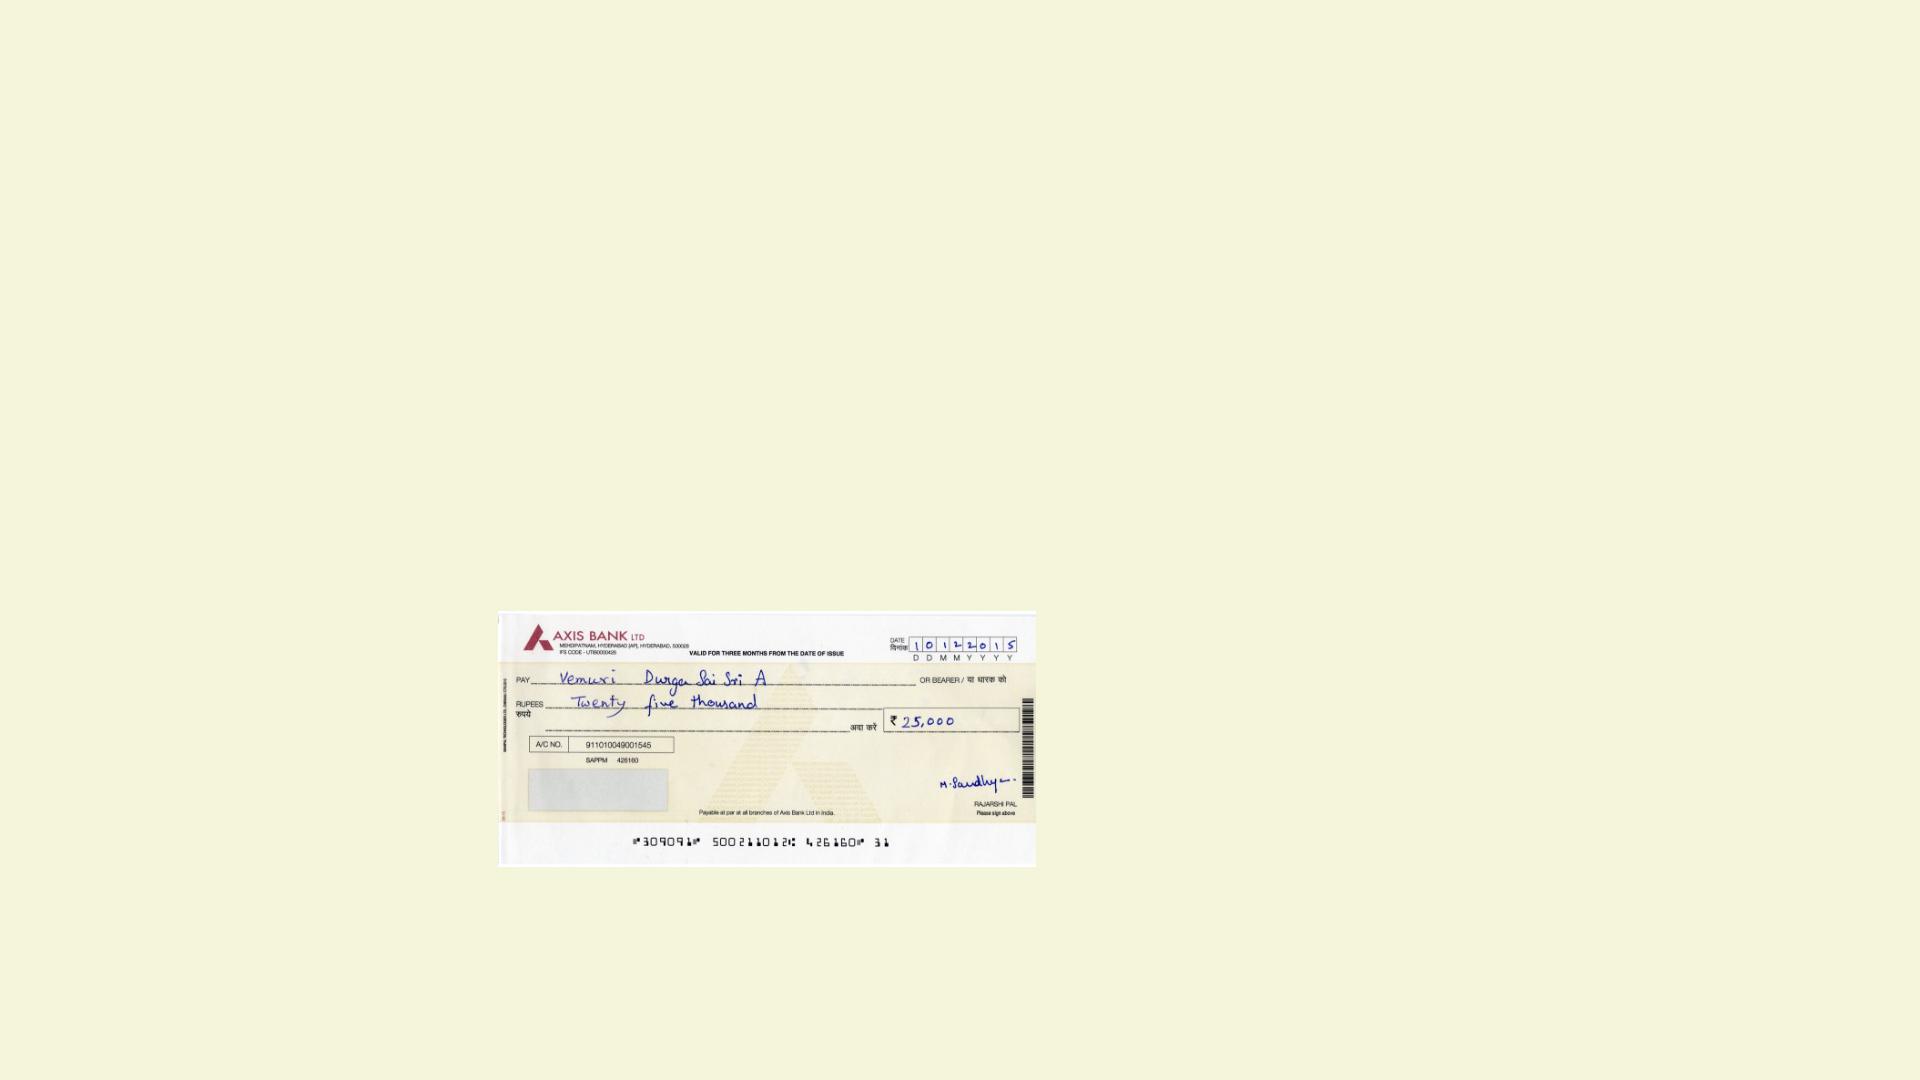 AXIS BANK LTD
MEHDIPATNAM, HYDERABAD [AP], HYDERABAD, 500028
IFS CODE - UTIB0000426
VALID FOR THREE MONTHS FROM THE DATE OF ISSUE
DATE
दिनांक
1 0 1 2 2 0 1 5
D D M M Y Y Y Y
PAY Vemuri Durga Sai Sri A OR BEARER / या धारक को
RUPEES Twenty five thousand
रुपये
अदा करें ₹ 25,000
A/C NO. 911010049001545
SAPPM 426160
M. Sandhya
RAJARSHI PAL
Please sign above
Payable at par at all branches of Axis Bank Ltd in India.
⑈309091⑈ 500211012⑆ 426160⑈ 31